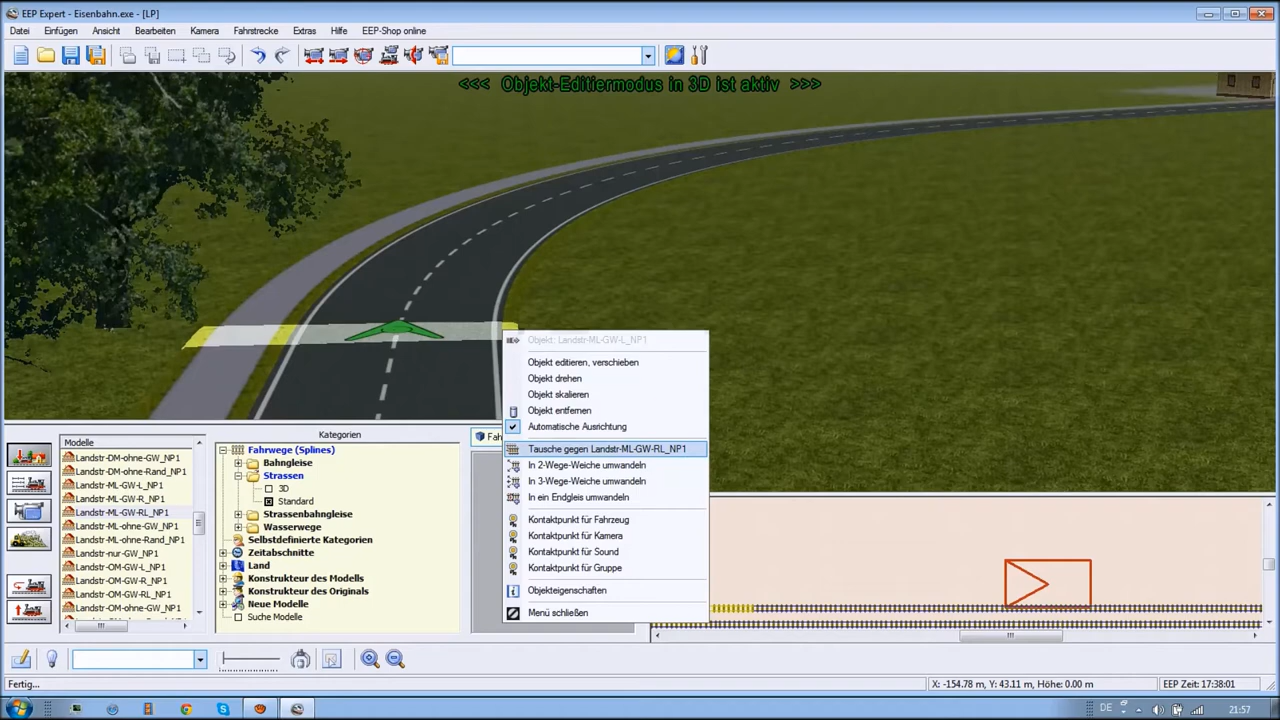 EEP Expert - Eisenbahn.exe - [LP]
Datei Einfügen Ansicht Bearbeiten Kamera Fahrstrecke Extras Hilfe EEP-Shop online
<<< Objekt-Editiermodus in 3D ist aktiv >>>
Objekt: Landstr-ML-GW-L_NP1
Objekt editieren, verschieben
Objekt drehen
Objekt skalieren
Objekt entfernen
Automatische Ausrichtung
Tausche gegen Landstr-ML-GW-RL_NP1
In 2-Wege-Weiche umwandeln
In 3-Wege-Weiche umwandeln
In ein Endgleis umwandeln
Kontaktpunkt für Fahrzeug
Kontaktpunkt für Kamera
Kontaktpunkt für Sound
Kontaktpunkt für Gruppe
Objekteigenschaften
Menü schließen
Modelle
Landstr-DM-ohne-GW_NP1
Landstr-DM-ohne-Rand_NP1
Landstr-ML-GW-L_NP1
Landstr-ML-GW-R_NP1
Landstr-ML-GW-RL_NP1
Landstr-ML-ohne-GW_NP1
Landstr-ML-ohne-Rand_NP1
Landstr-nur-GW_NP1
Landstr-OM-GW-L_NP1
Landstr-OM-GW-R_NP1
Landstr-OM-GW-RL_NP1
Landstr-OM-ohne-GW_NP1
Kategorien
Fahrwege (Splines)
Bahngleise
Strassen
3D
Standard
Strassenbahngleise
Wasserwege
Selbstdefinierte Kategorien
Zeitabschnitte
Land
Konstrukteur des Modells
Konstrukteur des Originals
Neue Modelle
Suche Modelle
Fah
Fertig...
X: -154.78 m, Y: 43.11 m, Höhe: 0.00 m
EEP Zeit: 17:38:01
DE
21:57